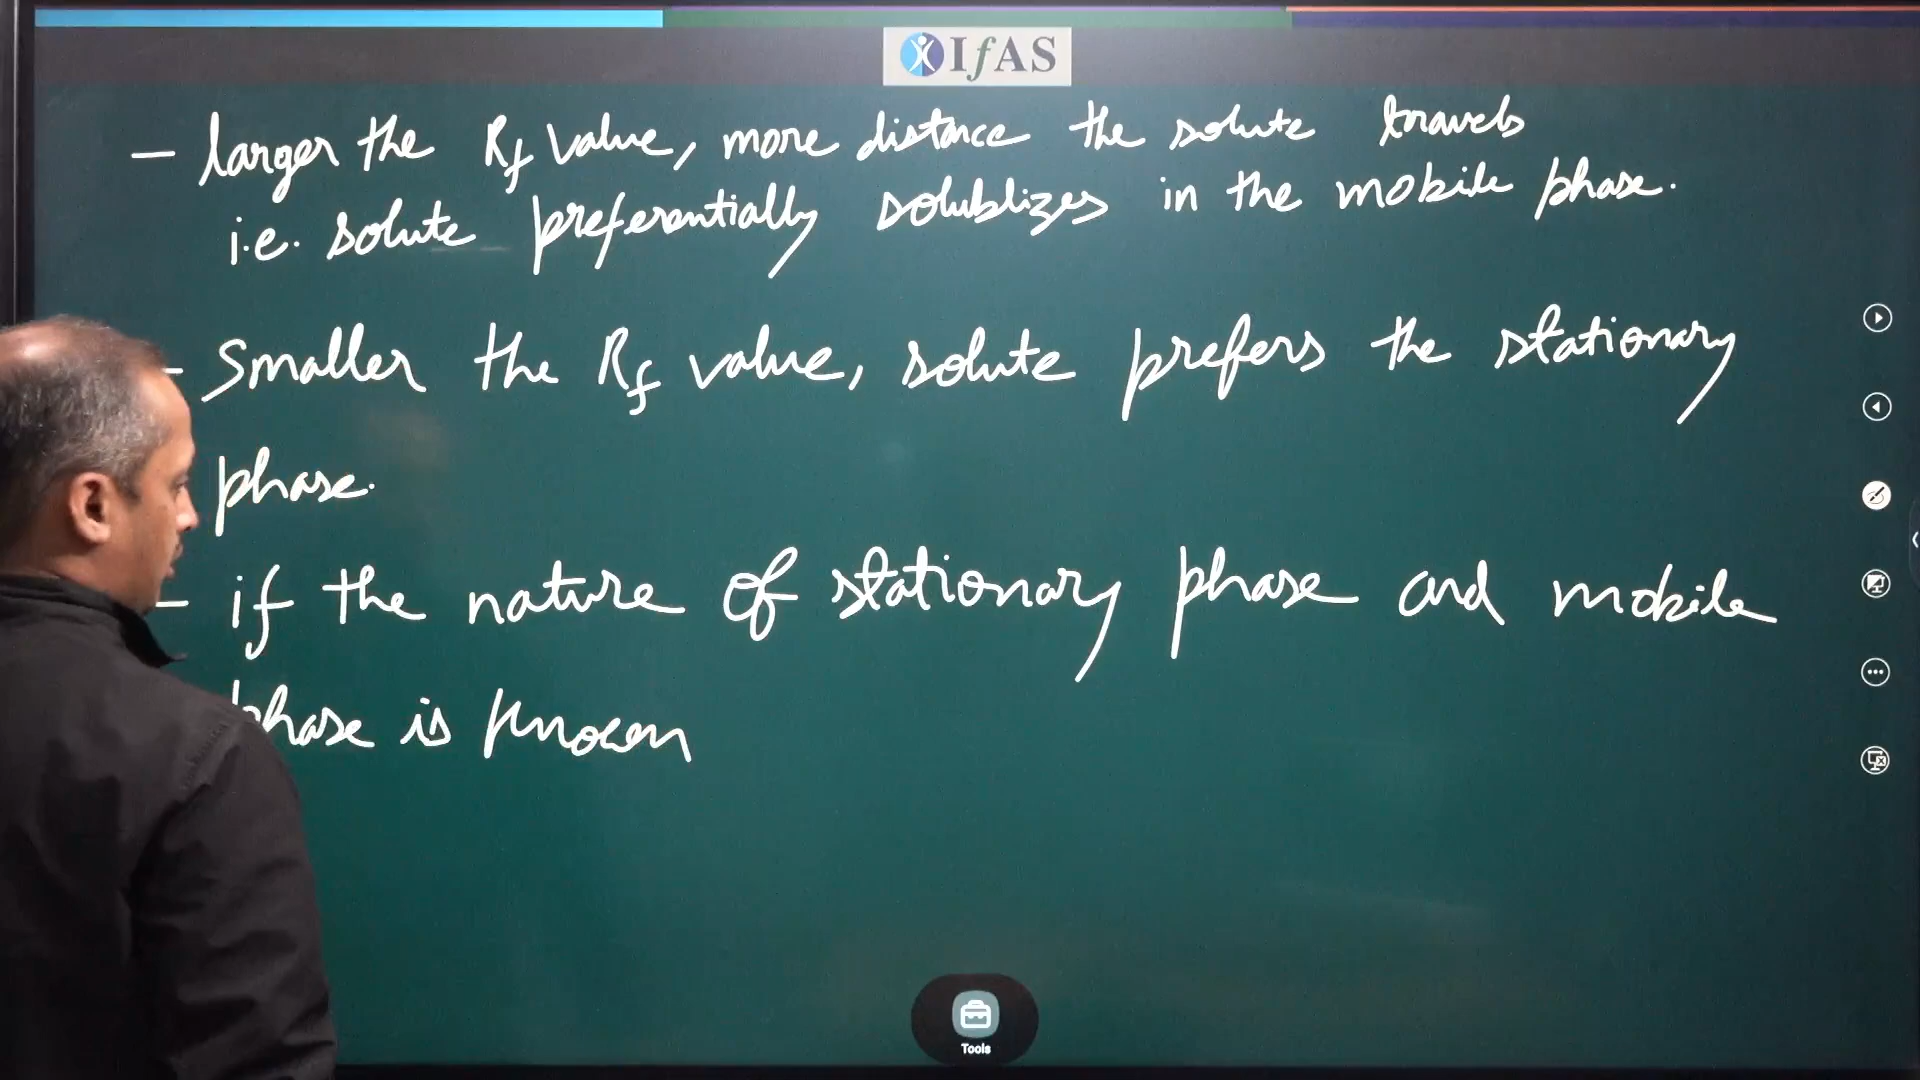 IfAS
– larger the Rf value, more distance the solute travels
i.e. solute preferentially solublizes in the mobile phase.
– Smaller the Rf value, solute prefers the stationary
phase.
– if the nature of stationary phase and mobile
phase is known
Tools